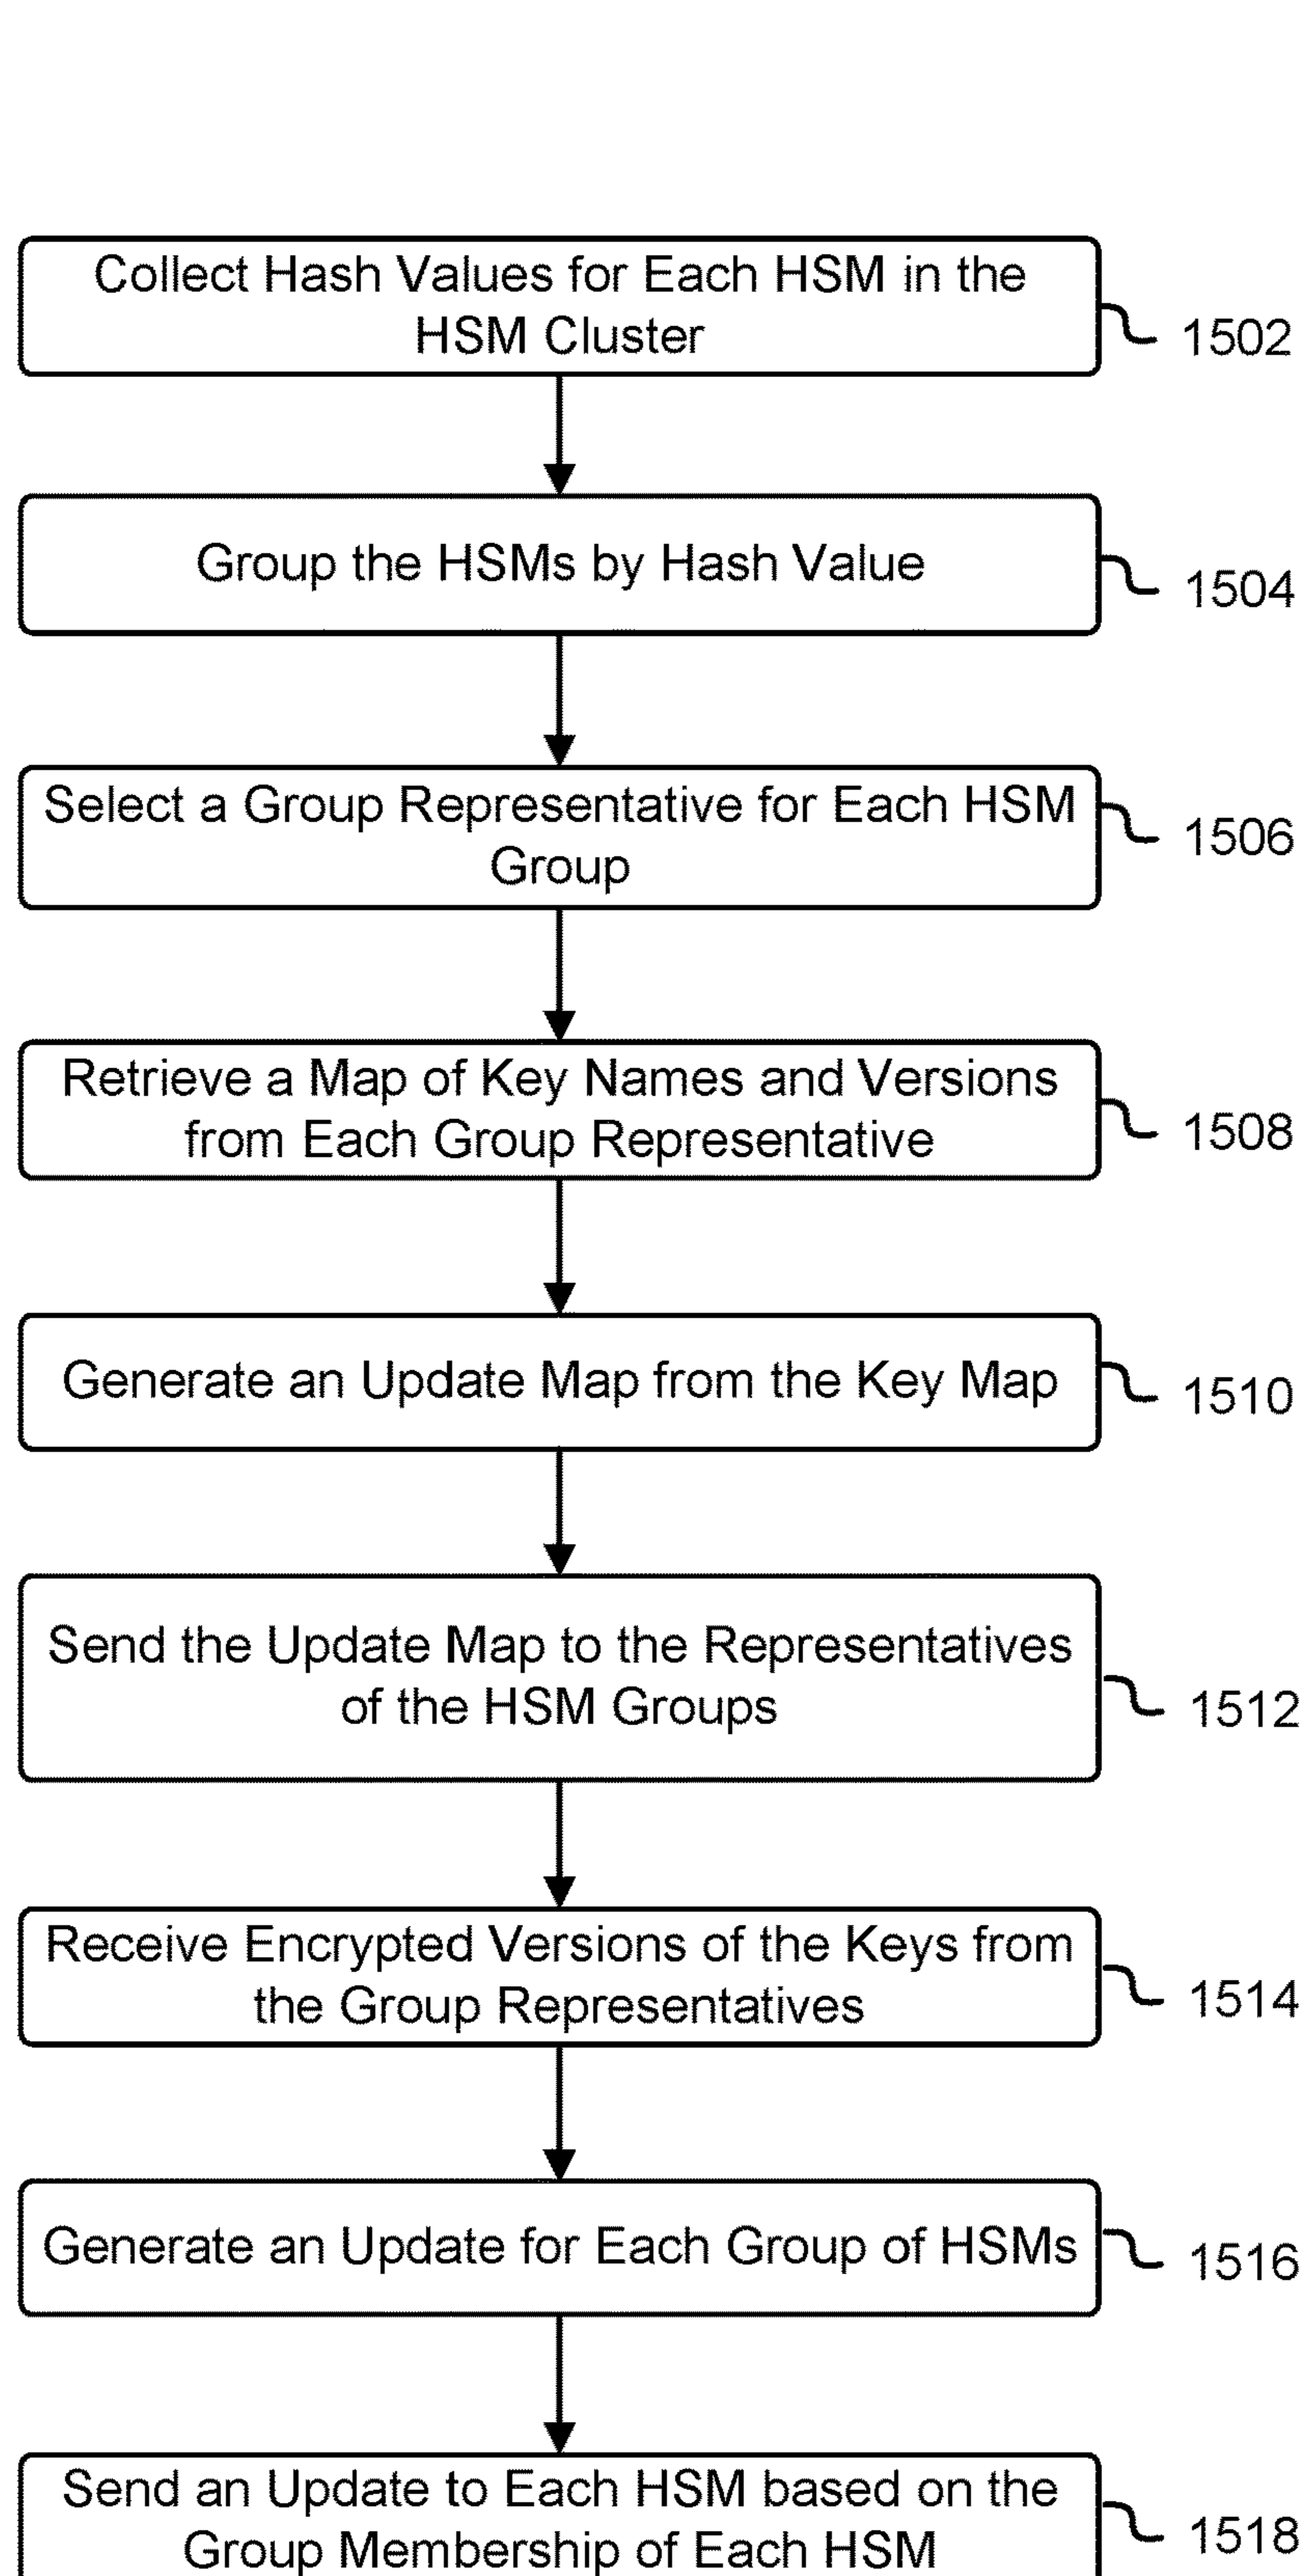 Collect Hash Values for Each HSM in the
HSM Cluster
1502
Group the HSMs by Hash Value
1504
Select a Group Representative for Each HSM
Group
1506
Retrieve a Map of Key Names and Versions
from Each Group Representative
1508
Generate an Update Map from the Key Map
1510
Send the Update Map to the Representatives
of the HSM Groups
1512
Receive Encrypted Versions of the Keys from
the Group Representatives
1514
Generate an Update for Each Group of HSMs
1516
Send an Update to Each HSM based on the
Group Membership of Each HSM
1518